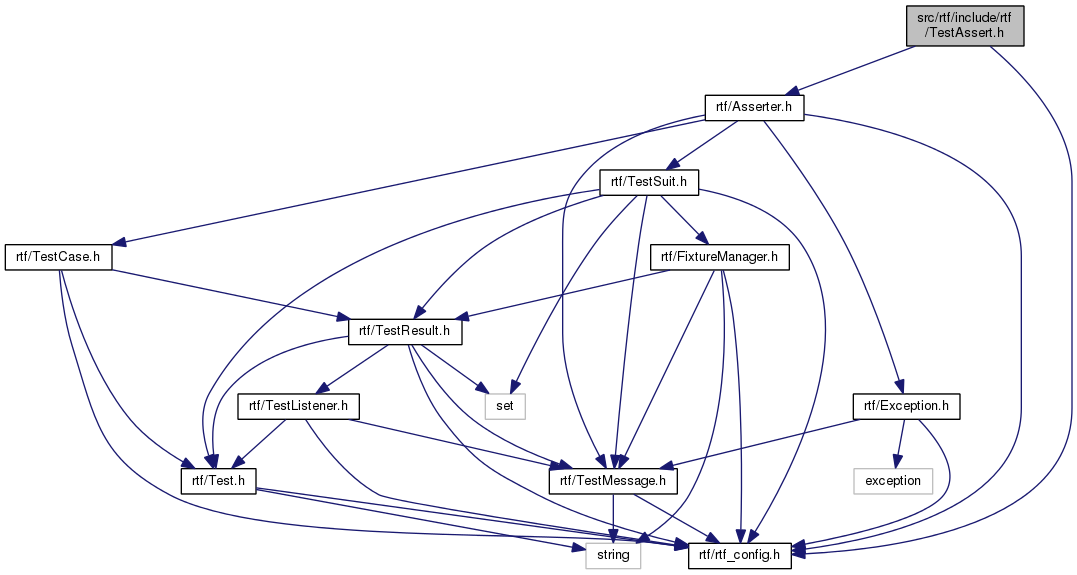 src/rtf/include/rtf
/TestAssert.h
rtf/Asserter.h
rtf/TestSuit.h
rtf/TestCase.h
rtf/FixtureManager.h
rtf/TestResult.h
rtf/TestListener.h
set
rtf/Exception.h
rtf/Test.h
rtf/TestMessage.h
exception
string
rtf/rtf_config.h